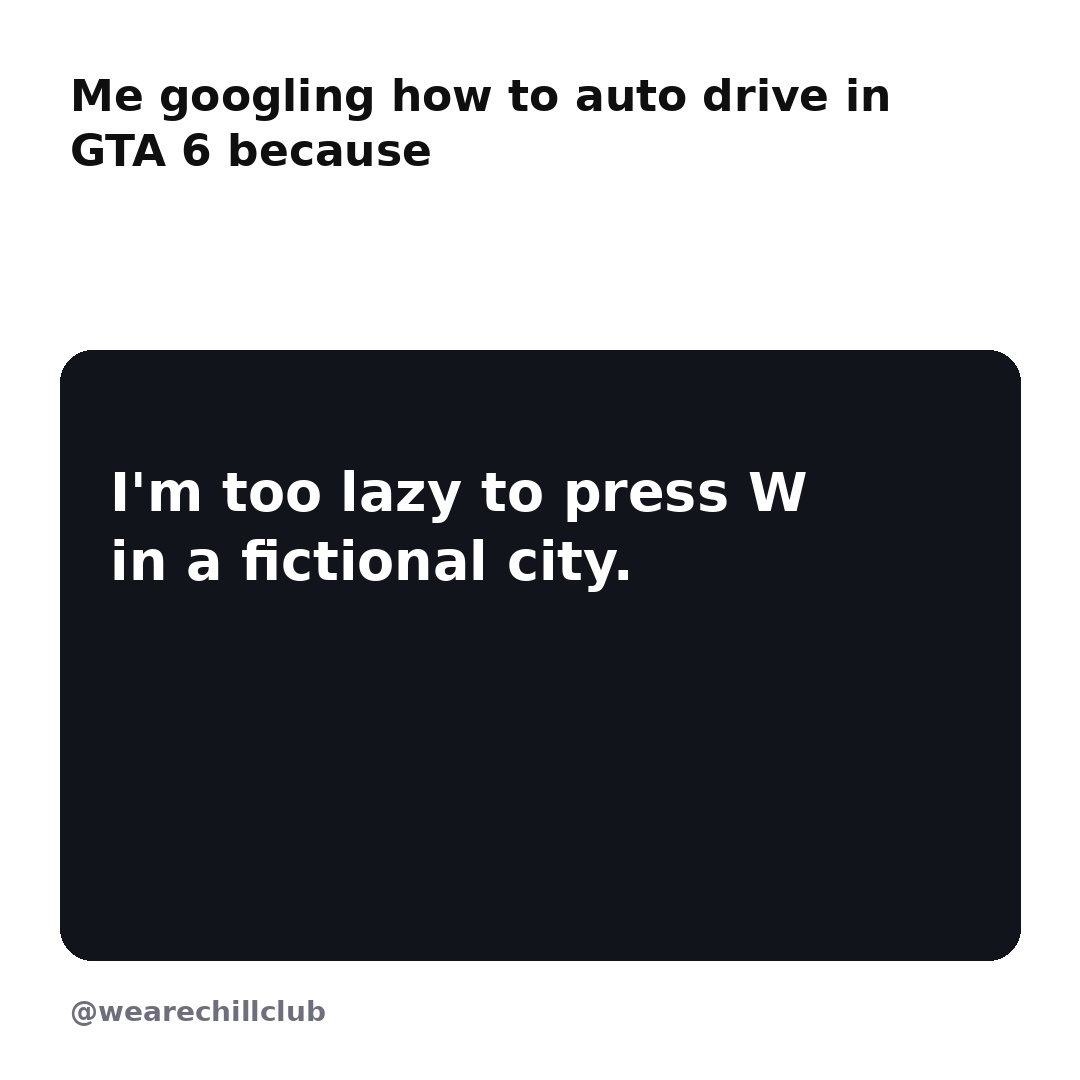 Me googling how to auto drive in
GTA 6 because
I'm too lazy to press W
in a fictional city.
@wearechillclub